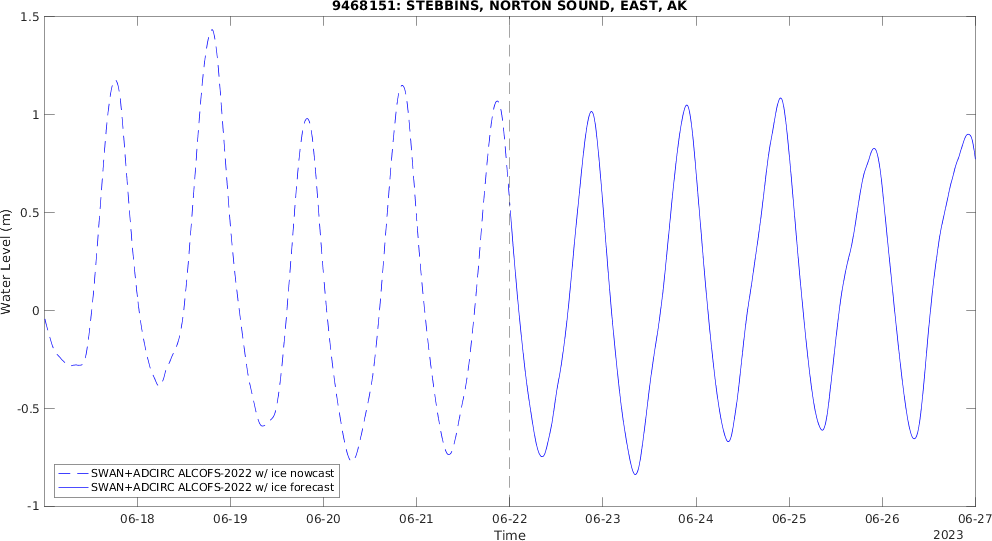 9468151: STEBBINS, NORTON SOUND, EAST, AK
1.5
1
0.5
0
-0.5
-1
Water Level (m)
SWAN+ADCIRC ALCOFS-2022 w/ ice nowcast
SWAN+ADCIRC ALCOFS-2022 w/ ice forecast
06-18 06-19 06-20 06-21 06-22 06-23 06-24 06-25 06-26 06-27
Time
2023